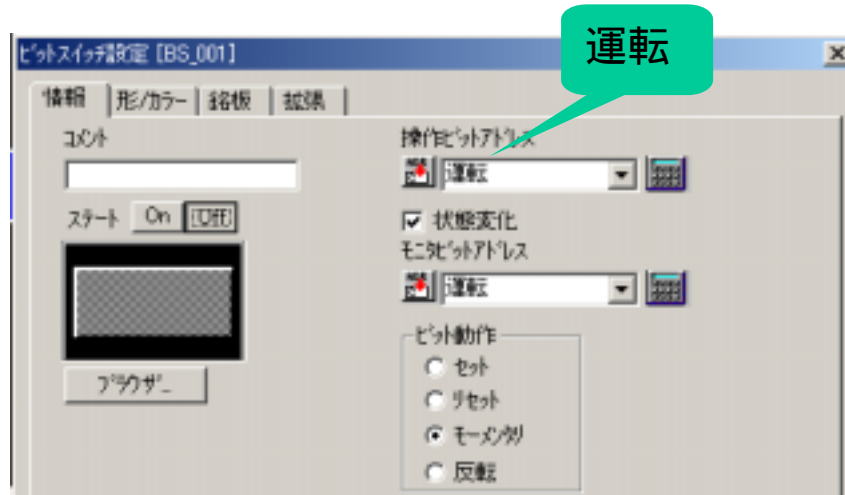 運転
ビットスイッチ設定 [BS_001]
情報 形/カラー 銘板 拡張
コメント
操作ビットアドレス
運転
ステート On Off
状態変化
モニタビットアドレス
運転
ビット動作
セット
リセット
モーメンタリ
反転
ブラウザ_